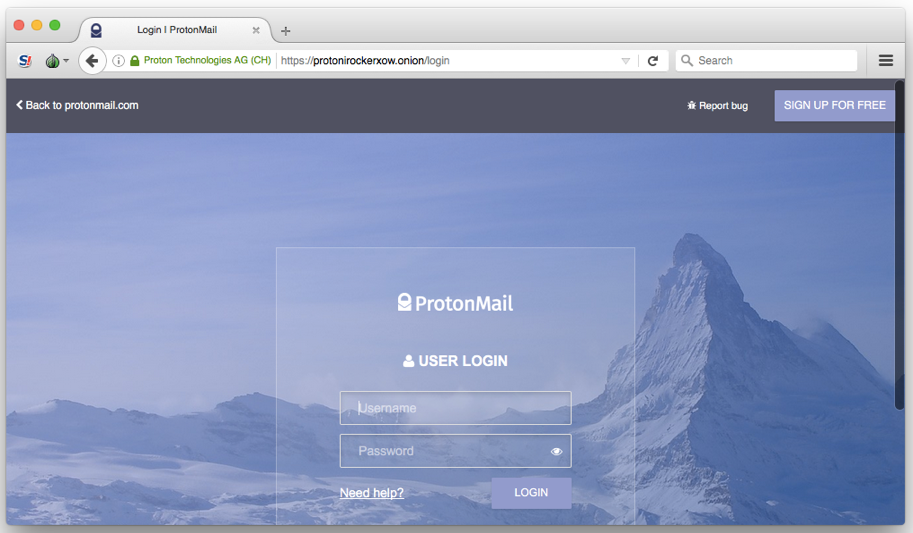 Login | ProtonMail
Proton Technologies AG (CH) https://protonirockerxow.onion/login
Search
Back to protonmail.com
Report bug
SIGN UP FOR FREE
ProtonMail
USER LOGIN
Username
Password
Need help?
LOGIN